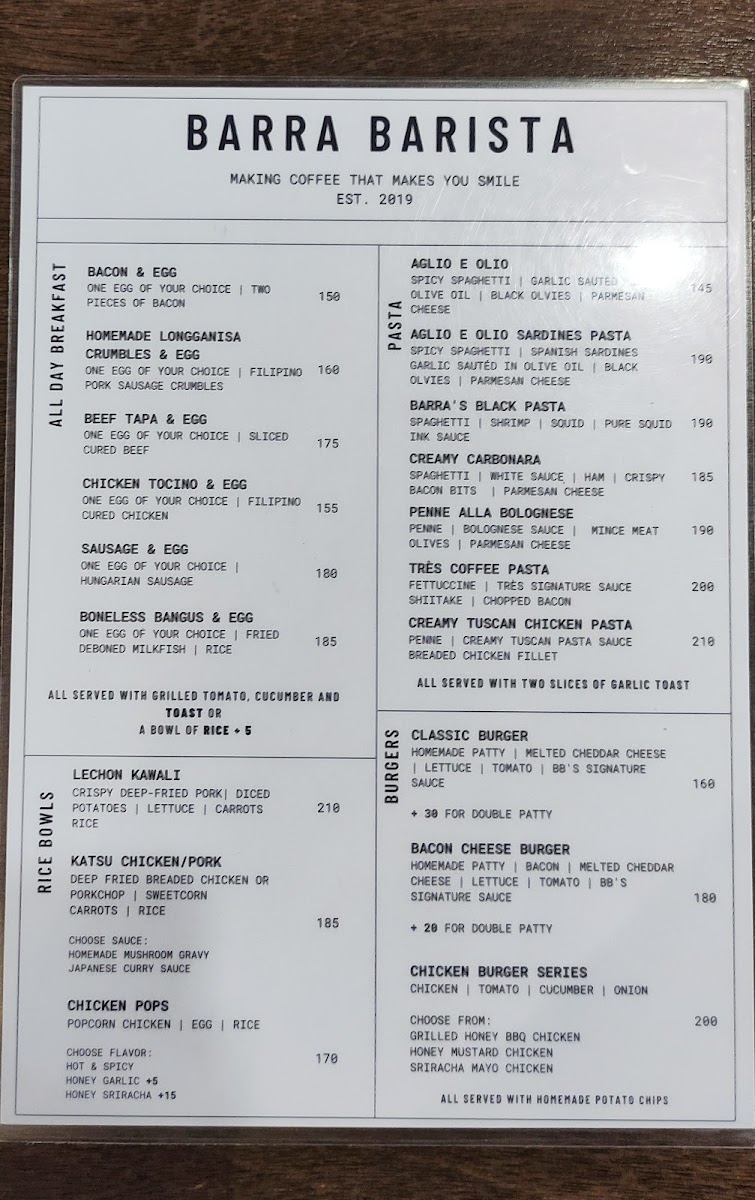 BARRA BARISTA
MAKING COFFEE THAT MAKES YOU SMILE
EST. 2019
ALL DAY BREAKFAST
BACON & EGG
ONE EGG OF YOUR CHOICE | TWO
PIECES OF BACON
150
HOMEMADE LONGGANISA
CRUMBLES & EGG
ONE EGG OF YOUR CHOICE | FILIPINO
PORK SAUSAGE CRUMBLES
160
BEEF TAPA & EGG
ONE EGG OF YOUR CHOICE | SLICED
CURED BEEF
175
CHICKEN TOCINO & EGG
ONE EGG OF YOUR CHOICE | FILIPINO
CURED CHICKEN
155
SAUSAGE & EGG
ONE EGG OF YOUR CHOICE |
HUNGARIAN SAUSAGE
180
BONELESS BANGUS & EGG
ONE EGG OF YOUR CHOICE | FRIED
DEBONED MILKFISH | RICE
185
ALL SERVED WITH GRILLED TOMATO, CUCUMBER AND
TOAST OR
A BOWL OF RICE + 5
RICE BOWLS
LECHON KAWALI
CRISPY DEEP-FRIED PORK| DICED
POTATOES | LETTUCE | CARROTS
RICE
210
KATSU CHICKEN/PORK
DEEP FRIED BREADED CHICKEN OR
PORKCHOP | SWEETCORN
CARROTS | RICE
185
CHOOSE SAUCE:
HOMEMADE MUSHROOM GRAVY
JAPANESE CURRY SAUCE
CHICKEN POPS
POPCORN CHICKEN | EGG | RICE
170
CHOOSE FLAVOR:
HOT & SPICY
HONEY GARLIC +5
HONEY SRIRACHA +15
PASTA
AGLIO E OLIO
SPICY SPAGHETTI | GARLIC SAUTED
OLIVE OIL | BLACK OLVIES | PARMESAN
CHEESE
145
AGLIO E OLIO SARDINES PASTA
SPICY SPAGHETTI | SPANISH SARDINES
GARLIC SAUTÉD IN OLIVE OIL | BLACK
OLVIES | PARMESAN CHEESE
190
BARRA'S BLACK PASTA
SPAGHETTI | SHRIMP | SQUID | PURE SQUID
INK SAUCE
190
CREAMY CARBONARA
SPAGHETTI | WHITE SAUCE | HAM | CRISPY
BACON BITS | PARMESAN CHEESE
185
PENNE ALLA BOLOGNESE
PENNE | BOLOGNESE SAUCE | MINCE MEAT
OLIVES | PARMESAN CHEESE
190
TRÈS COFFEE PASTA
FETTUCCINE | TRÈS SIGNATURE SAUCE
SHIITAKE | CHOPPED BACON
200
CREAMY TUSCAN CHICKEN PASTA
PENNE | CREAMY TUSCAN PASTA SAUCE
BREADED CHICKEN FILLET
210
ALL SERVED WITH TWO SLICES OF GARLIC TOAST
BURGERS
CLASSIC BURGER
HOMEMADE PATTY | MELTED CHEDDAR CHEESE
| LETTUCE | TOMATO | BB'S SIGNATURE
SAUCE
160
+ 30 FOR DOUBLE PATTY
BACON CHEESE BURGER
HOMEMADE PATTY | BACON | MELTED CHEDDAR
CHEESE | LETTUCE | TOMATO | BB'S
SIGNATURE SAUCE
180
+ 20 FOR DOUBLE PATTY
CHICKEN BURGER SERIES
CHICKEN | TOMATO | CUCUMBER | ONION
CHOOSE FROM:
200
GRILLED HONEY BBQ CHICKEN
HONEY MUSTARD CHICKEN
SRIRACHA MAYO CHICKEN
ALL SERVED WITH HOMEMADE POTATO CHIPS